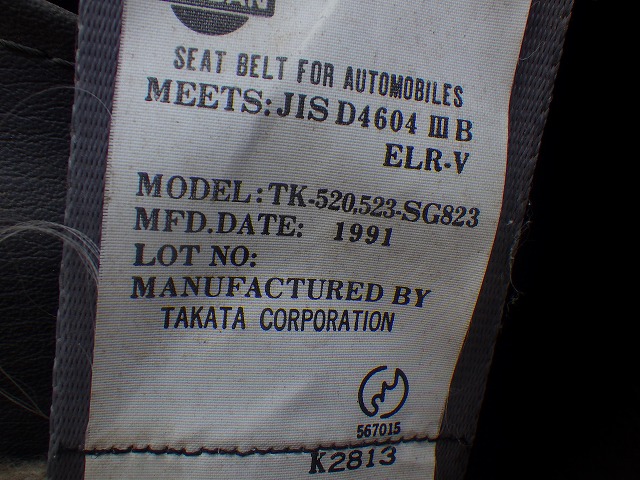 SEAT BELT FOR AUTOMOBILES
MEETS: JIS D4604 III B
ELR-V
MODEL: TK-520,523-SG823
MFD.DATE: 1991
LOT NO:
MANUFACTURED BY
TAKATA CORPORATION
567015
K2813